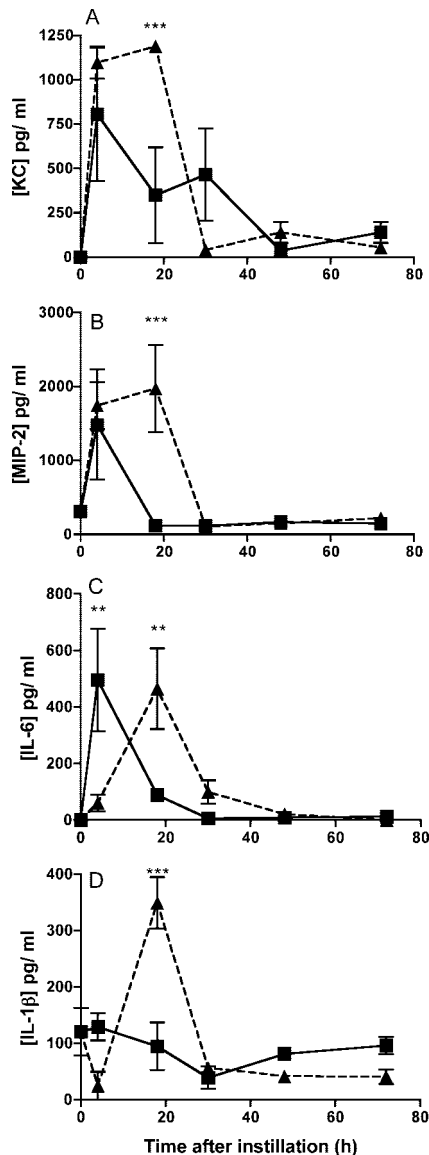 A
***
1250
1000
750
500
250
0
[KC] pg/ ml
0 20 40 60 80
B
***
3000
2000
1000
0
[MIP-2] pg/ ml
0 20 40 60 80
C
** **
800
600
400
200
0
[IL-6] pg/ ml
0 20 40 60 80
D
***
400
300
200
100
0
[IL-1β] pg/ ml
0 20 40 60 80
Time after instillation (h)